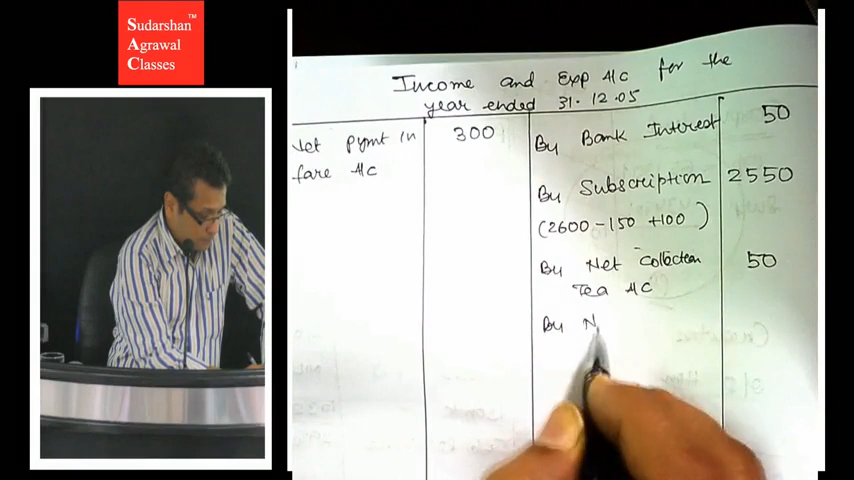 Sudarshan™
Agrawal
Classes
Income and Exp A/c for the
year ended 31.12.05
Net pymt in 300
fare A/c
By Bank Interest 50
By Subscription 2550
(2600-150+100)
By Net collection 50
Tea A/c
By N